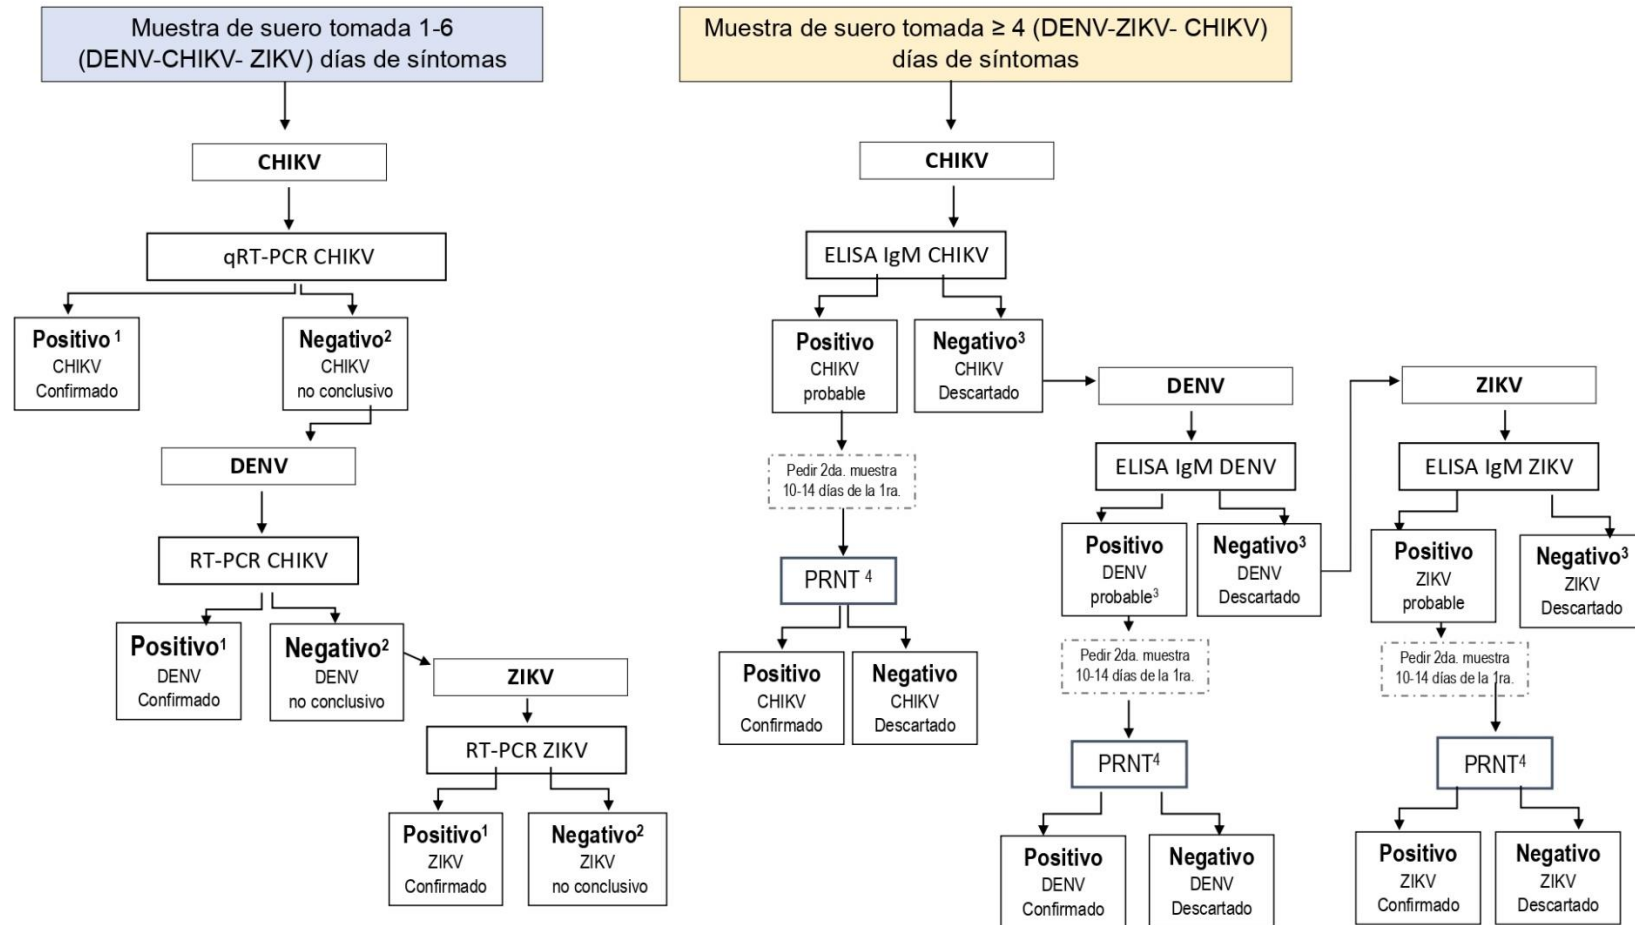 Muestra de suero tomada 1-6
(DENV-CHIKV- ZIKV) días de síntomas
CHIKV
qRT-PCR CHIKV
Positivo ¹
CHIKV
Confirmado
Negativo²
CHIKV
no conclusivo
DENV
RT-PCR CHIKV
Positivo¹
DENV
Confirmado
Negativo²
DENV
no conclusivo
ZIKV
RT-PCR ZIKV
Positivo¹
ZIKV
Confirmado
Negativo²
ZIKV
no conclusivo
Muestra de suero tomada ≥ 4 (DENV-ZIKV- CHIKV)
días de síntomas
CHIKV
ELISA IgM CHIKV
Positivo
CHIKV
probable
Negativo³
CHIKV
Descartado
Pedir 2da. muestra
10-14 días de la 1ra.
PRNT ⁴
Positivo
CHIKV
Confirmado
Negativo
CHIKV
Descartado
DENV
ELISA IgM DENV
Positivo
DENV
probable³
Negativo³
DENV
Descartado
Pedir 2da. muestra
10-14 días de la 1ra.
PRNT⁴
Positivo
DENV
Confirmado
Negativo
DENV
Descartado
ZIKV
ELISA IgM ZIKV
Positivo
ZIKV
probable
Negativo³
ZIKV
Descartado
Pedir 2da. muestra
10-14 días de la 1ra.
PRNT⁴
Positivo
ZIKV
Confirmado
Negativo
ZIKV
Descartado